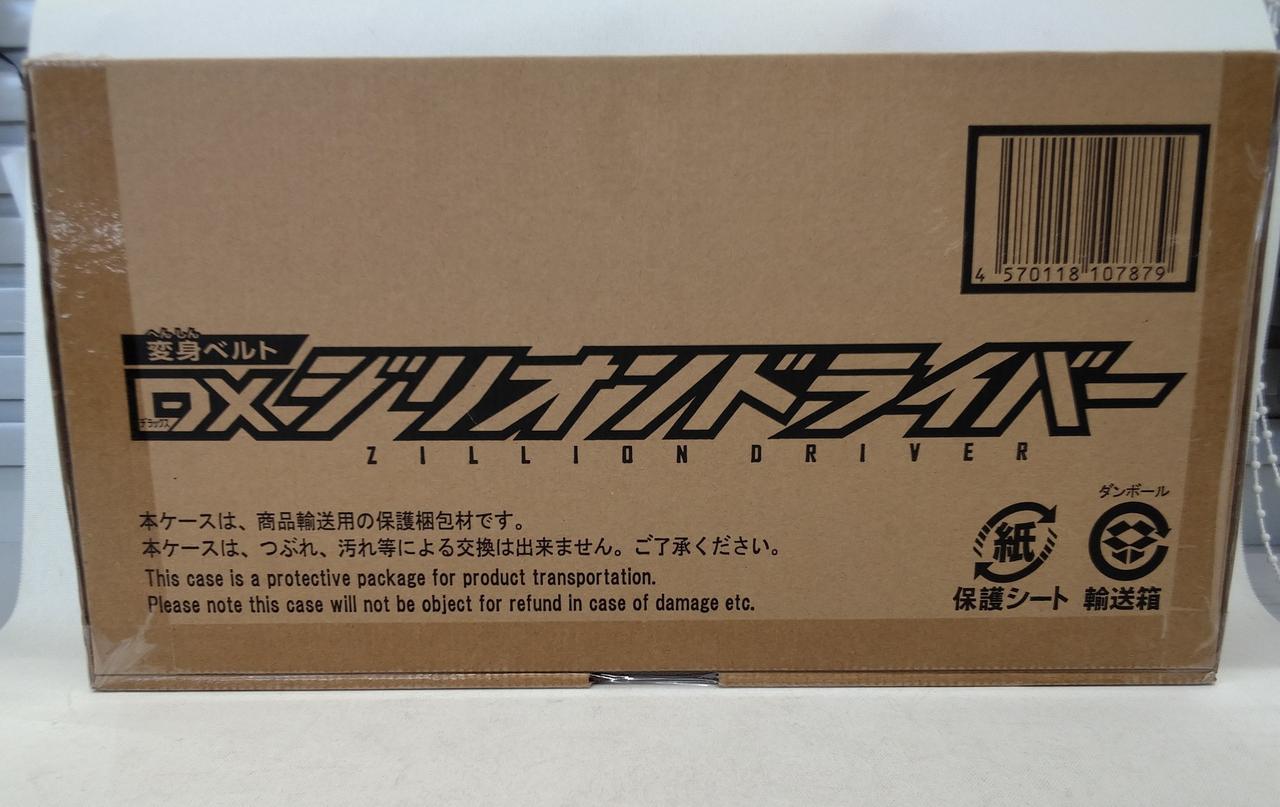 4 570118 107879
へんしん
変身ベルト
DXジリオンドライバー
デラックス
ZILLION DRIVER
本ケースは、商品輸送用の保護梱包材です。
本ケースは、つぶれ、汚れ等による交換は出来ません。ご了承ください。
This case is a protective package for product transportation.
Please note this case will not be object for refund in case of damage etc.
紙
保護シート
ダンボール
輸送箱